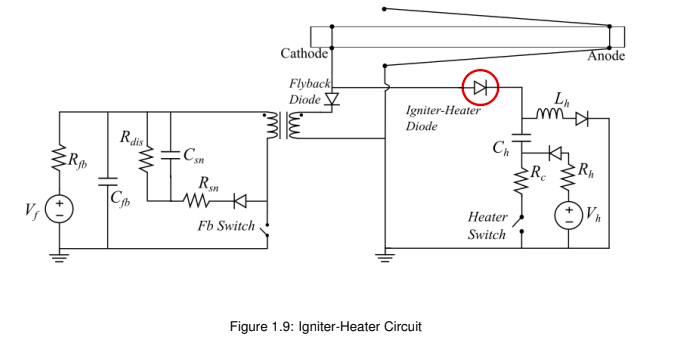 Cathode
Anode
Flyback
Diode
Igniter-Heater
Diode
L_h
R_dis
C_sn
C_h
R_c
R_h
R_fb
R_sn
V_f
C_fb
Fb Switch
Heater
Switch
V_h
Figure 1.9: Igniter-Heater Circuit